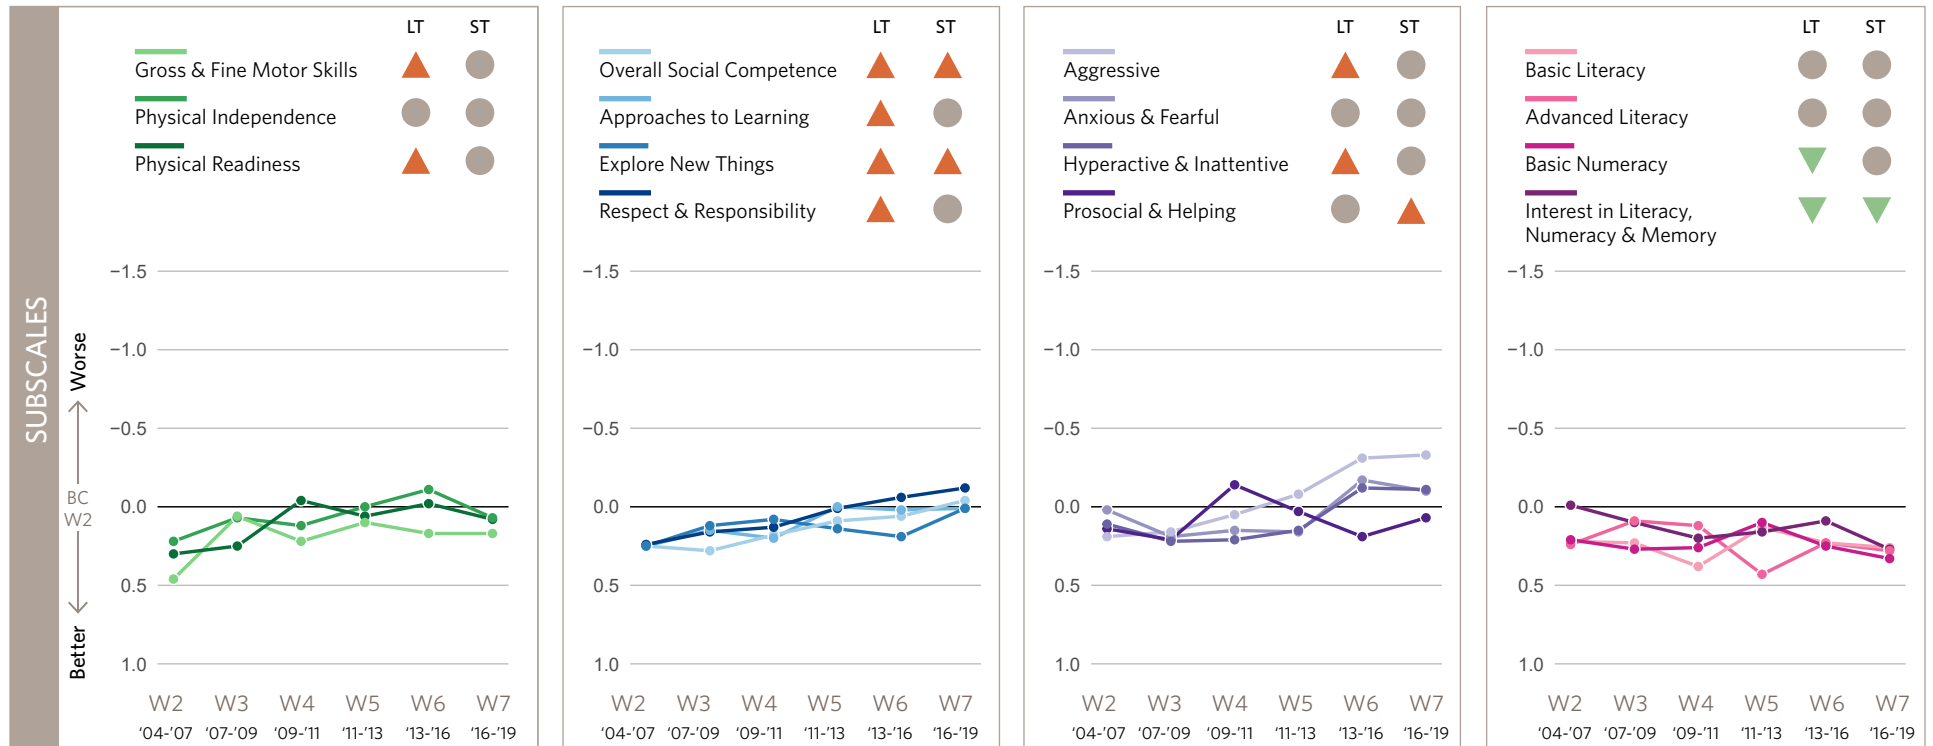 SUBSCALES
Worse
BC
W2
Better
LT ST
Gross & Fine Motor Skills
Physical Independence
Physical Readiness
−1.5
−1.0
−0.5
0.0
0.5
1.0
W2 W3 W4 W5 W6 W7
‘04-’07 ‘07-’09 ‘09-’11 ‘11-’13 ‘13-’16 ‘16-’19
LT ST
Overall Social Competence
Approaches to Learning
Explore New Things
Respect & Responsibility
−1.5
−1.0
−0.5
0.0
0.5
1.0
W2 W3 W4 W5 W6 W7
‘04-’07 ‘07-’09 ‘09-’11 ‘11-’13 ‘13-’16 ‘16-’19
LT ST
Aggressive
Anxious & Fearful
Hyperactive & Inattentive
Prosocial & Helping
−1.5
−1.0
−0.5
0.0
0.5
1.0
W2 W3 W4 W5 W6 W7
‘04-’07 ‘07-’09 ‘09-’11 ‘11-’13 ‘13-’16 ‘16-’19
LT ST
Basic Literacy
Advanced Literacy
Basic Numeracy
Interest in Literacy,
Numeracy & Memory
−1.5
−1.0
−0.5
0.0
0.5
1.0
W2 W3 W4 W5 W6 W7
‘04-’07 ‘07-’09 ‘09-’11 ‘11-’13 ‘13-’16 ‘16-’19